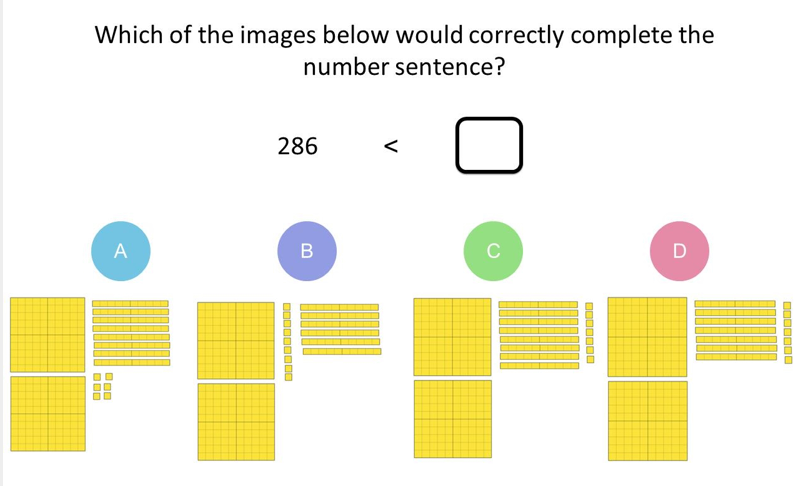 Which of the images below would correctly complete the
number sentence?
286 <
A B C D